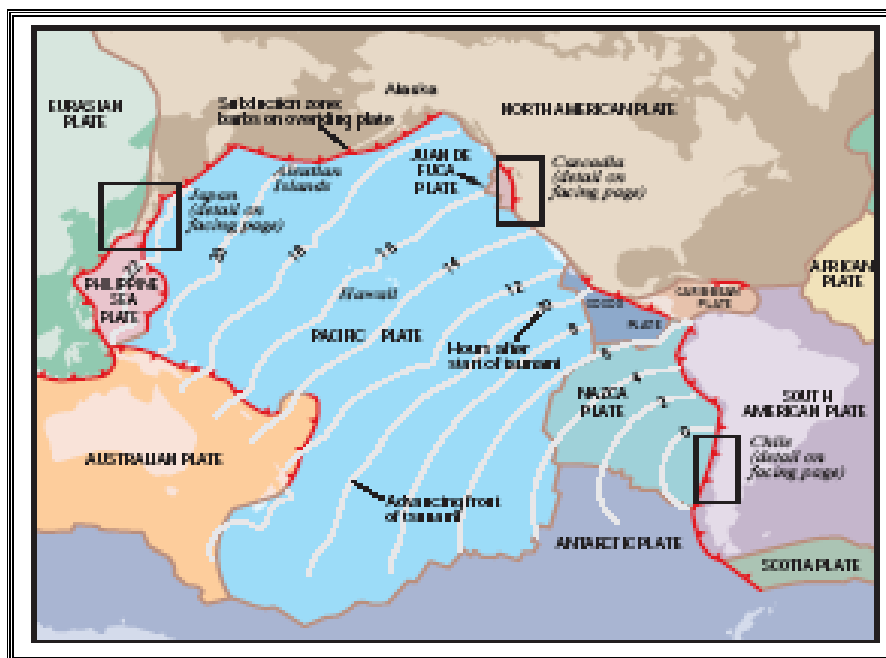 EURASIAN
PLATE
Alaska
Subduction zone:
barbs on overiding plate
NORTH AMERICAN PLATE
JUAN DE
FUCA
PLATE
Cascadia
(detail on
facing page)
Aleutian
Islands
Japan
(detail on
facing page)
22
20
18
16
14
12
10
8
6
4
2
0
PHILIPPINE
SEA
PLATE
Hawaii
PACIFIC PLATE
Hours after
start of tsunami
COCOS
PLATE
CARIBBEAN
PLATE
AFRICAN
PLATE
NAZCA
PLATE
SOUTH
AMERICAN PLATE
Chile
(detail on
facing page)
AUSTRALIAN PLATE
Advancing front
of tsunami
ANTARCTIC PLATE
SCOTIA PLATE